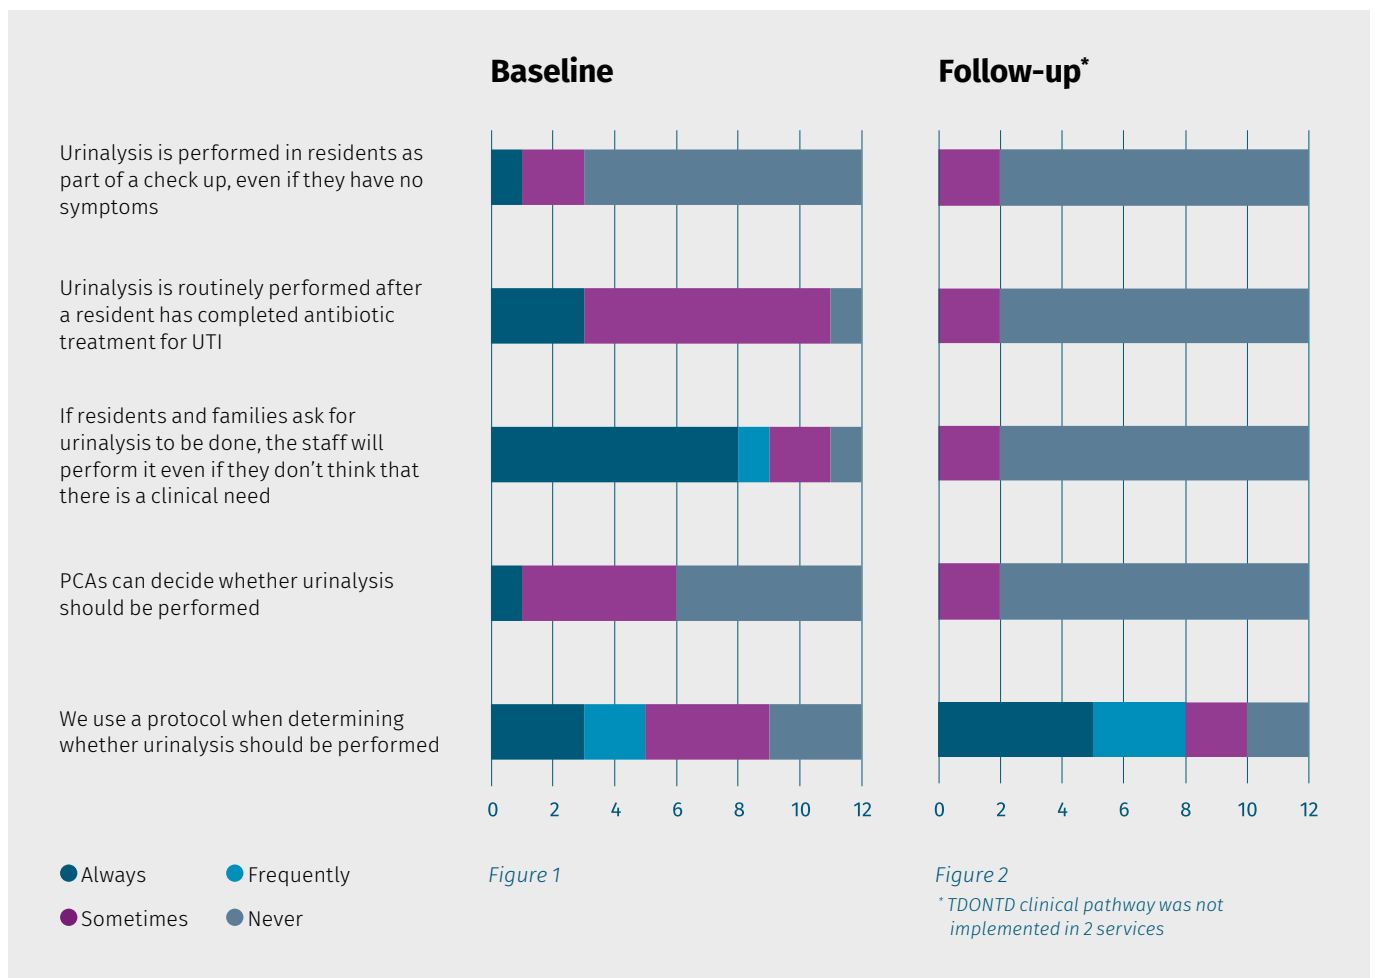 Baseline
Follow-up*
Urinalysis is performed in residents as
part of a check up, even if they have no
symptoms
Urinalysis is routinely performed after
a resident has completed antibiotic
treatment for UTI
If residents and families ask for
urinalysis to be done, the staff will
perform it even if they don’t think that
there is a clinical need
PCAs can decide whether urinalysis
should be performed
We use a protocol when determining
whether urinalysis should be performed
0 2 4 6 8 10 12
0 2 4 6 8 10 12
Always
Frequently
Sometimes
Never
Figure 1
Figure 2
* TDONTD clinical pathway was not
implemented in 2 services